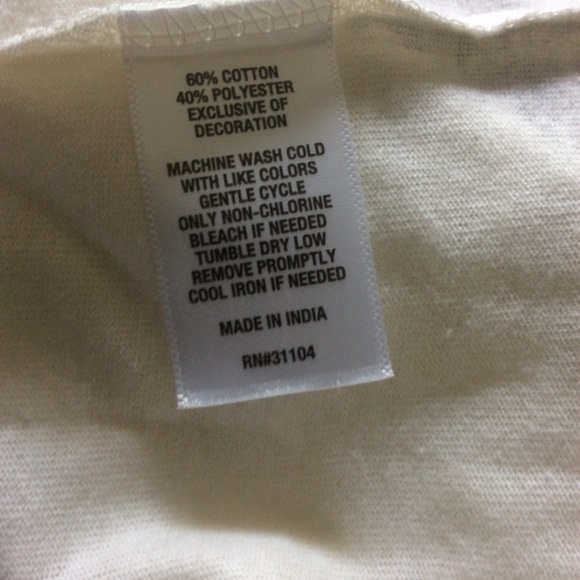 60% COTTON
40% POLYESTER
EXCLUSIVE OF
DECORATION
MACHINE WASH COLD
WITH LIKE COLORS
GENTLE CYCLE
ONLY NON-CHLORINE
BLEACH IF NEEDED
TUMBLE DRY LOW
REMOVE PROMPTLY
COOL IRON IF NEEDED
MADE IN INDIA
RN#31104